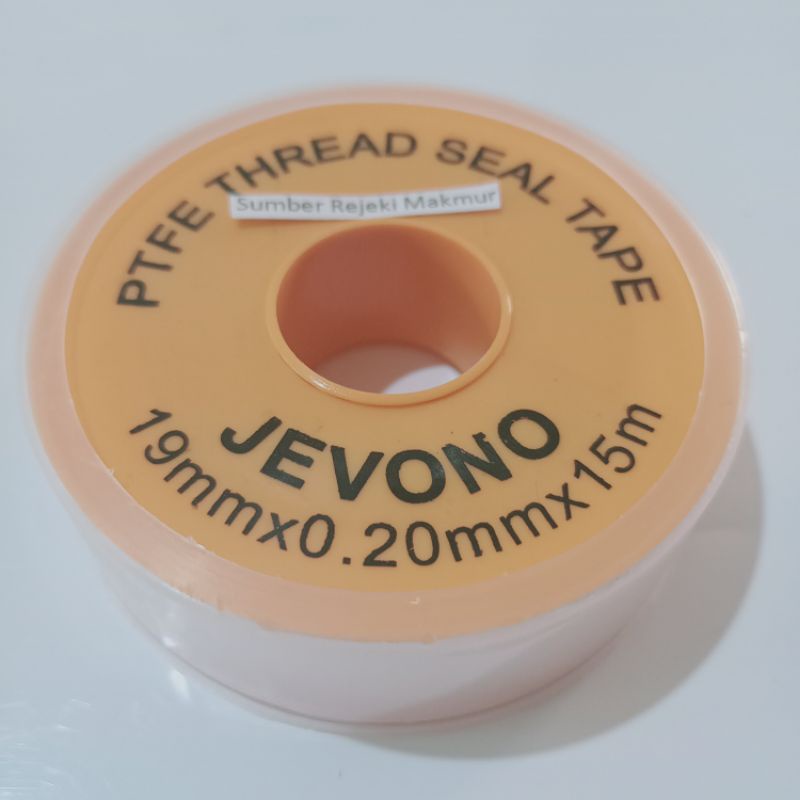 PTFE THREAD SEAL TAPE
Sumber Rejeki Makmur
JEVONO
19mmx0.20mmx15m